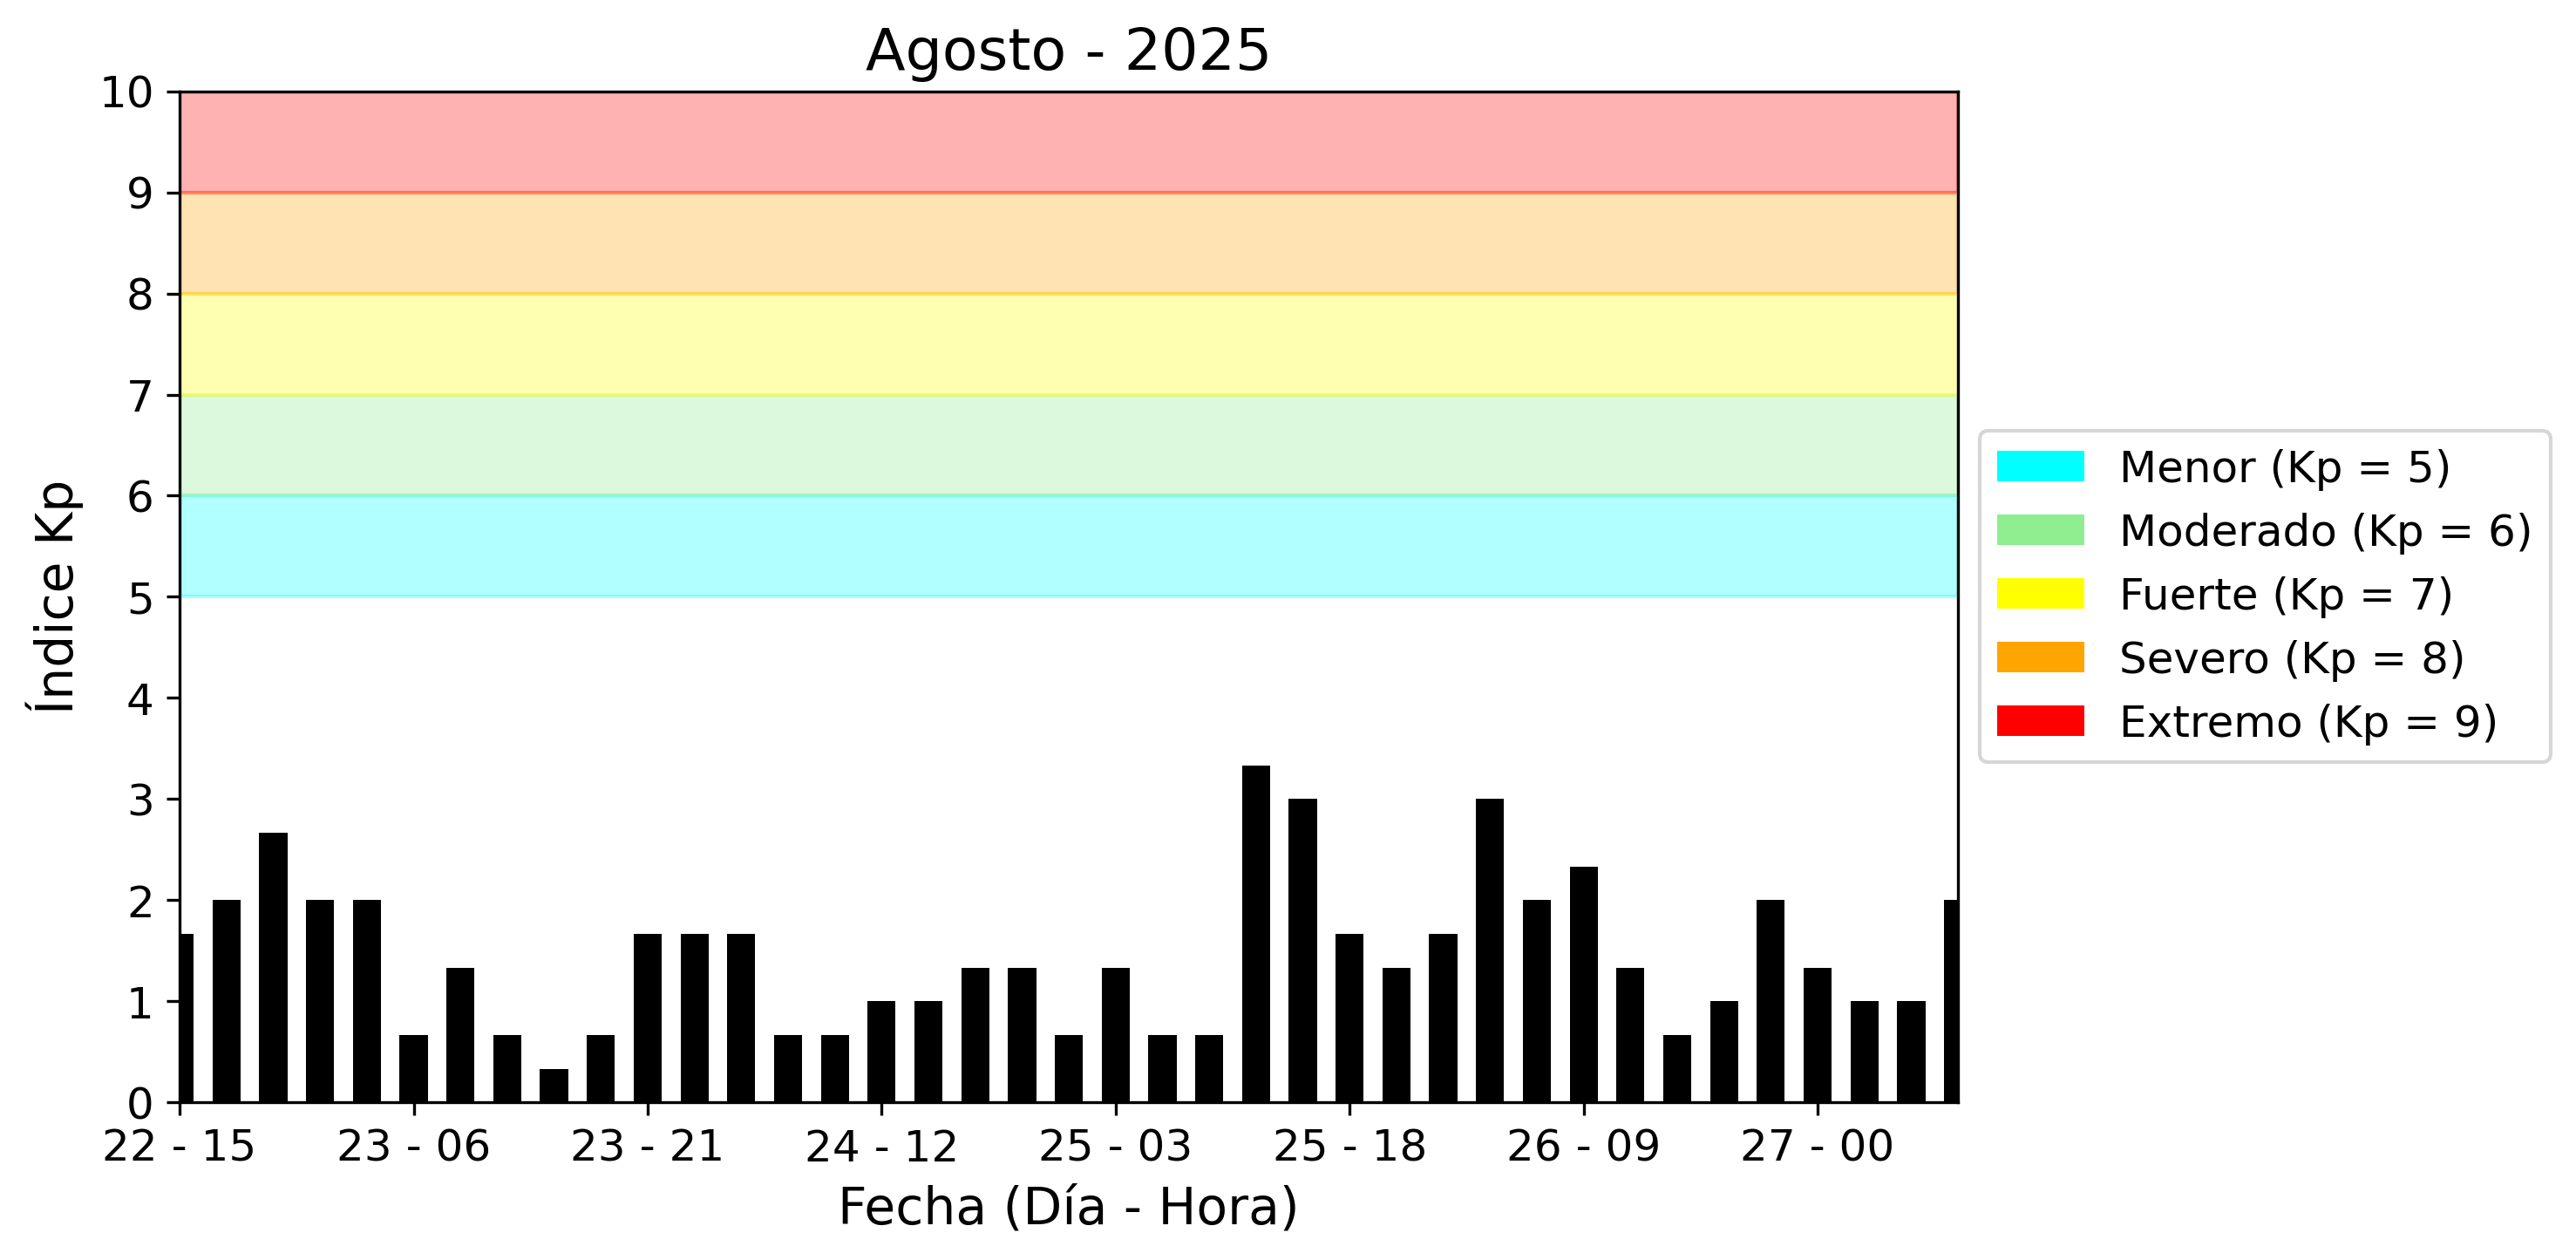 Agosto - 2025
10
9
8
7
6
5
4
3
2
1
0
Índice Kp
22 - 15
23 - 06
23 - 21
24 - 12
25 - 03
25 - 18
26 - 09
27 - 00
Fecha (Día - Hora)
Menor (Kp = 5)
Moderado (Kp = 6)
Fuerte (Kp = 7)
Severo (Kp = 8)
Extremo (Kp = 9)